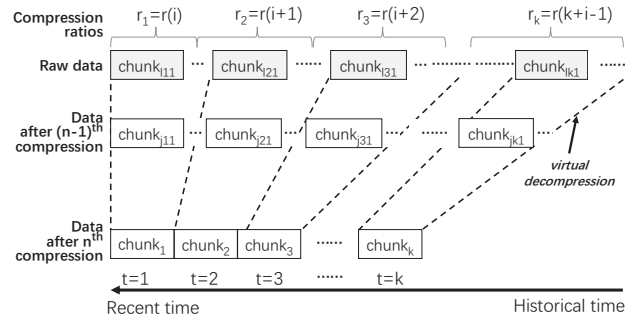 Compression ratios r₁=r(i) r₂=r(i+1) r₃=r(i+2) rₖ=r(k+i-1)
Raw data chunkₗ₁₁ ... chunkₗ₂₁ ...... chunkₗ₃₁ ... ...... ......... chunkₗₖ₁ ......
Data after (n-1)ᵗʰ compression chunkⱼ₁₁ ... chunkⱼ₂₁ ... chunkⱼ₃₁ ... ...... chunkⱼₖ₁ ...
virtual decompression
Data after nᵗʰ compression chunk₁ chunk₂ chunk₃ ...... chunkₖ
t=1 t=2 t=3 ...... t=k
Recent time Historical time